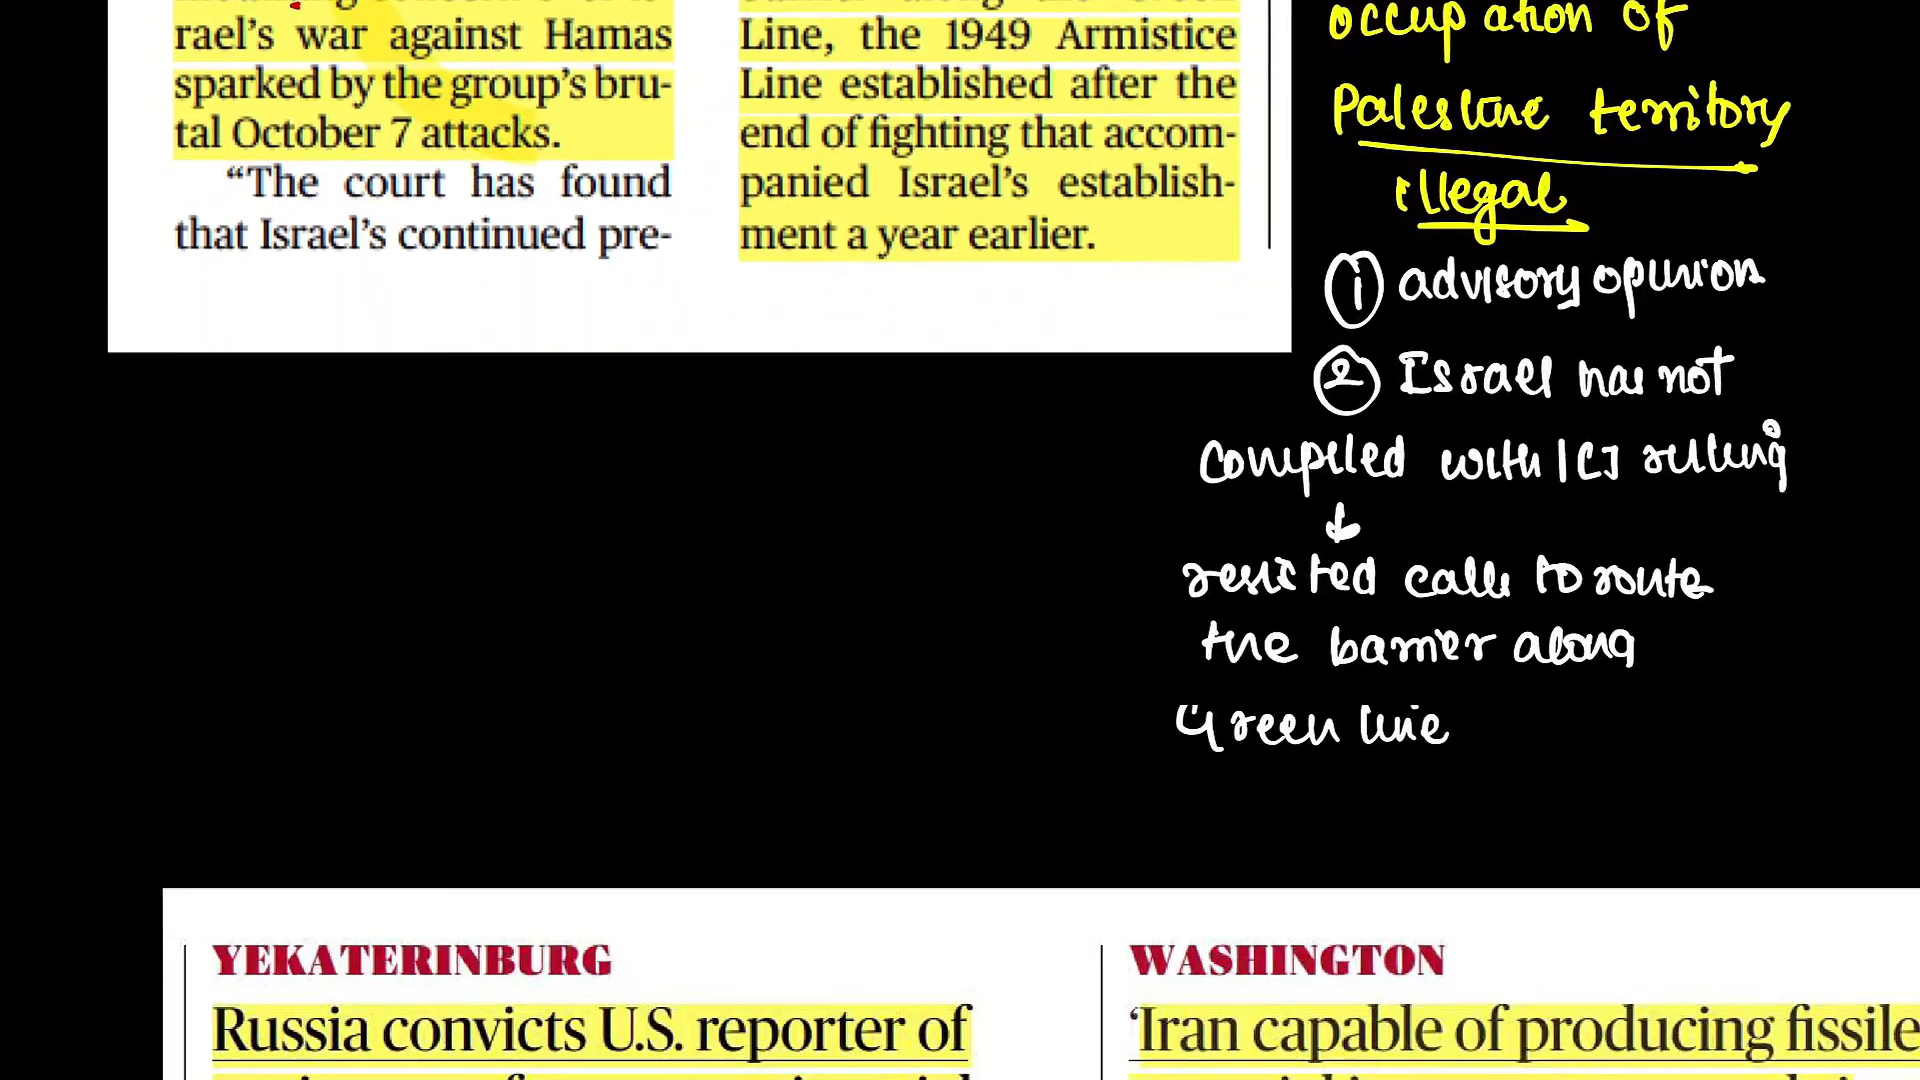 rael's war against Hamas
sparked by the group's bru-
tal October 7 attacks.
"The court has found
that Israel's continued pre-
Line, the 1949 Armistice
Line established after the
end of fighting that accom-
panied Israel's establish-
ment a year earlier.
occupation of
Palestine territory
illegal
① advisory opinion
② Israel has not
compiled with ICJ rulling
↓
resisted calls to route
the barrier along
Green line
YEKATERINBURG
Russia convicts U.S. reporter of
WASHINGTON
'Iran capable of producing fissile